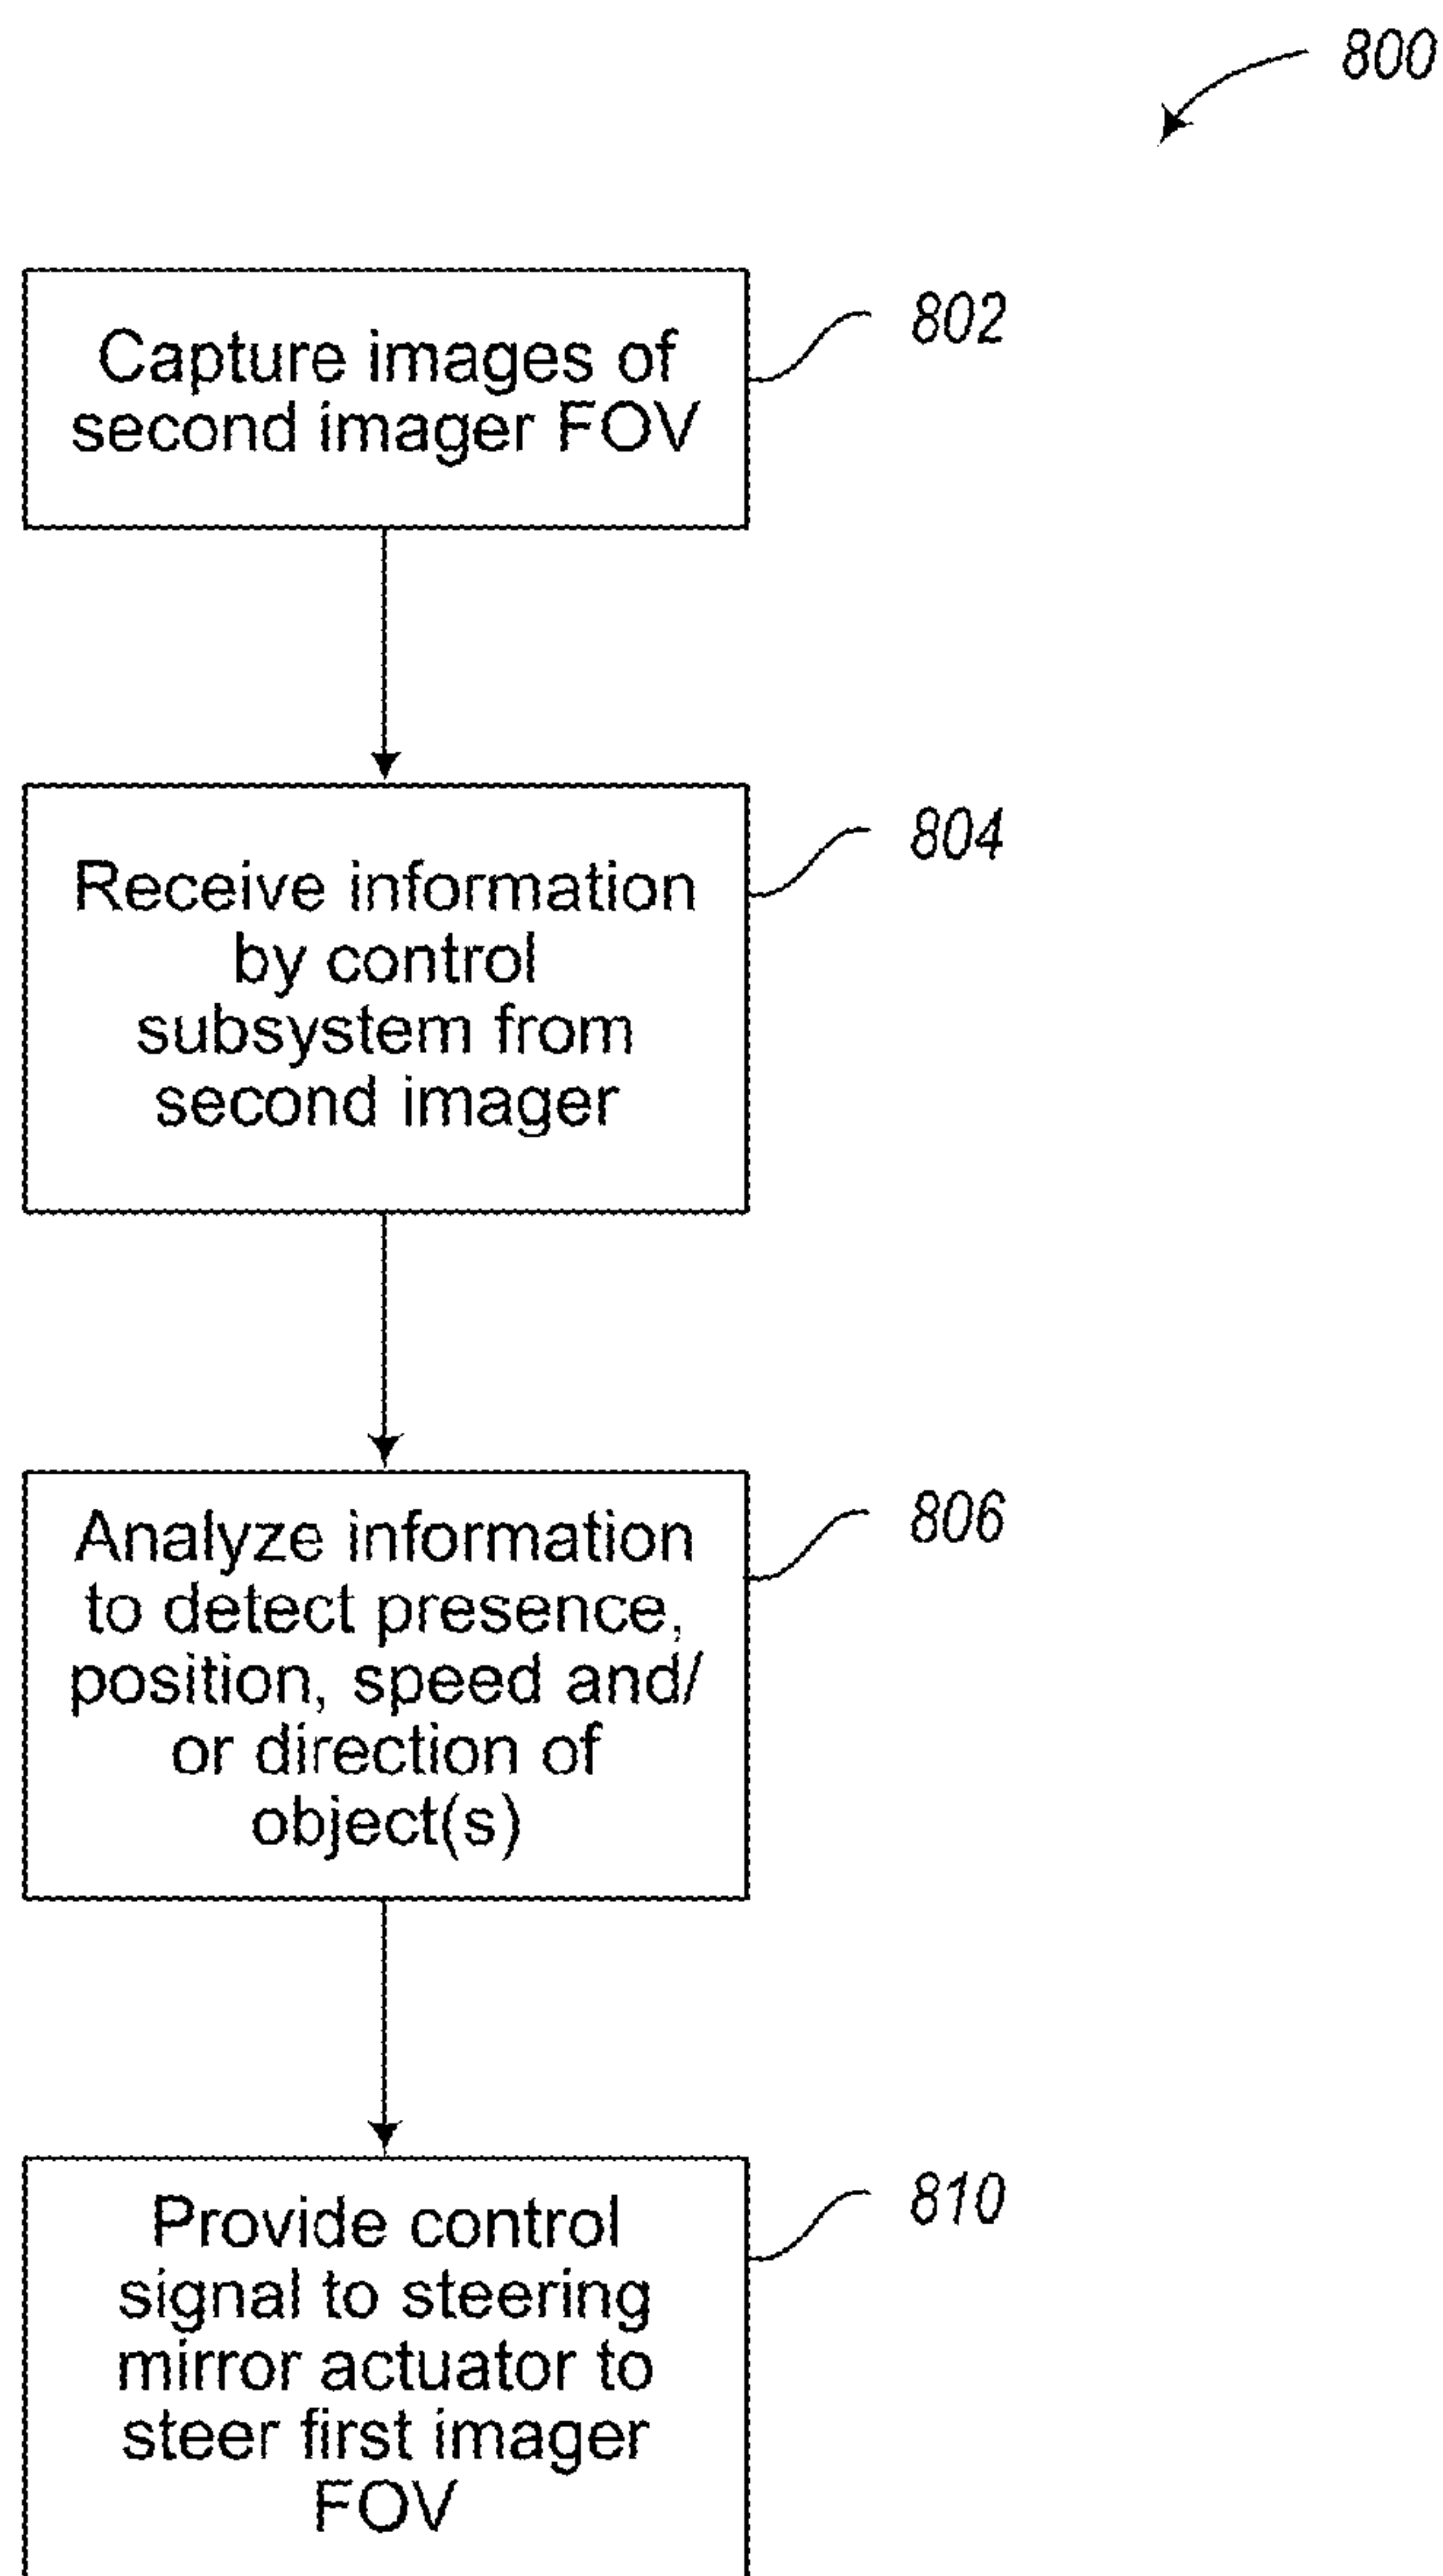 800
Capture images of
second imager FOV
802
Receive information
by control
subsystem from
second imager
804
Analyze information
to detect presence,
position, speed and/
or direction of
object(s)
806
Provide control
signal to steering
mirror actuator to
steer first imager
FOV
810